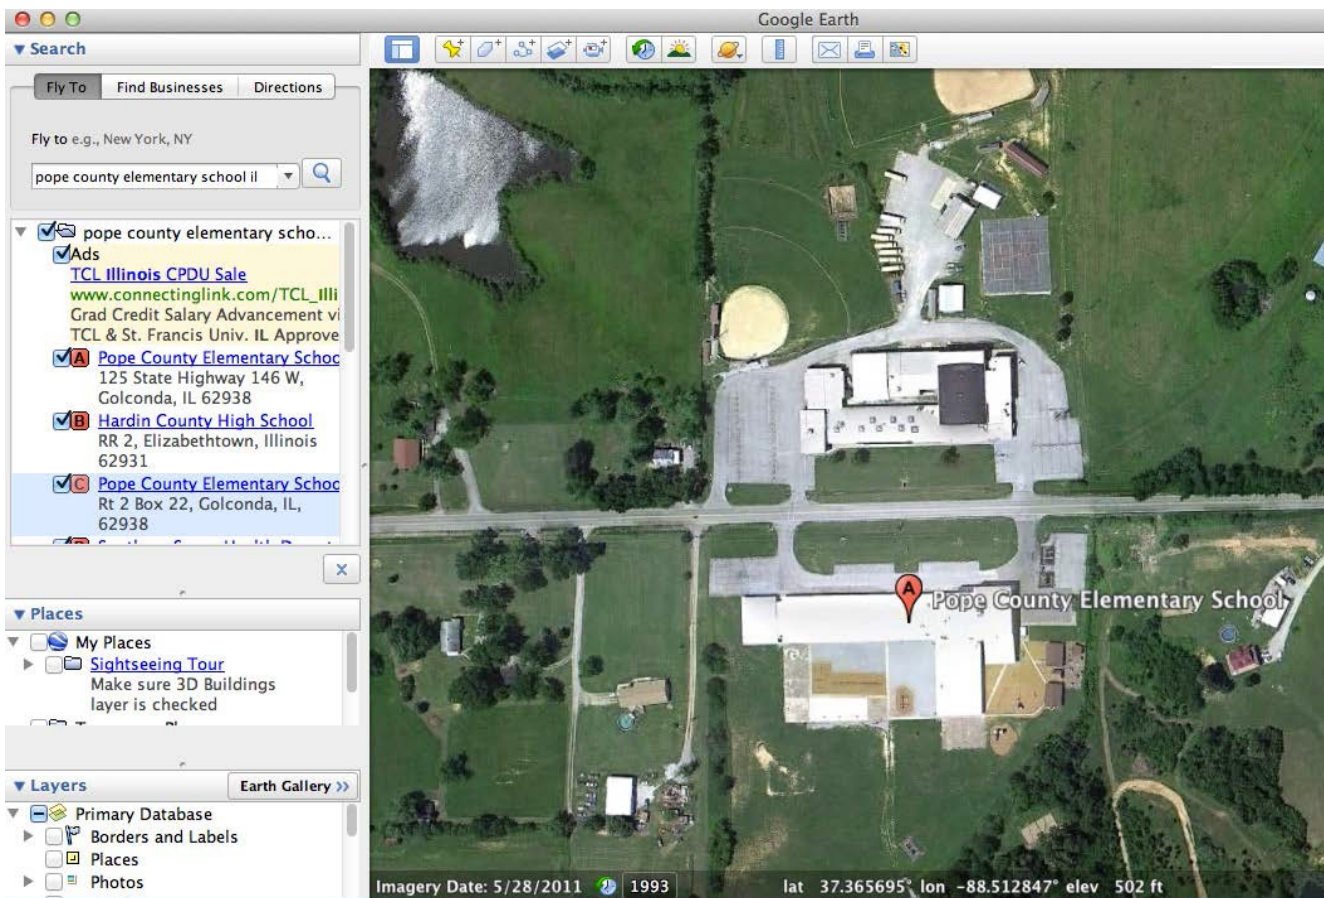 Google Earth
Search
Fly To
Find Businesses
Directions
Fly to e.g., New York, NY
pope county elementary school il
pope county elementary scho...
Ads
TCL Illinois CPDU Sale
www.connectinglink.com/TCL_Illi
Grad Credit Salary Advancement vi
TCL & St. Francis Univ. IL Approve
A Pope County Elementary Schoo
125 State Highway 146 W,
Golconda, IL 62938
B Hardin County High School
RR 2, Elizabethtown, Illinois
62931
C Pope County Elementary Schoo
Rt 2 Box 22, Golconda, IL,
62938
Places
My Places
Sightseeing Tour
Make sure 3D Buildings
layer is checked
Layers
Earth Gallery >>
Primary Database
Borders and Labels
Places
Photos
A Pope County Elementary School
Imagery Date: 5/28/2011 1993 lat 37.365695° lon -88.512847° elev 502 ft